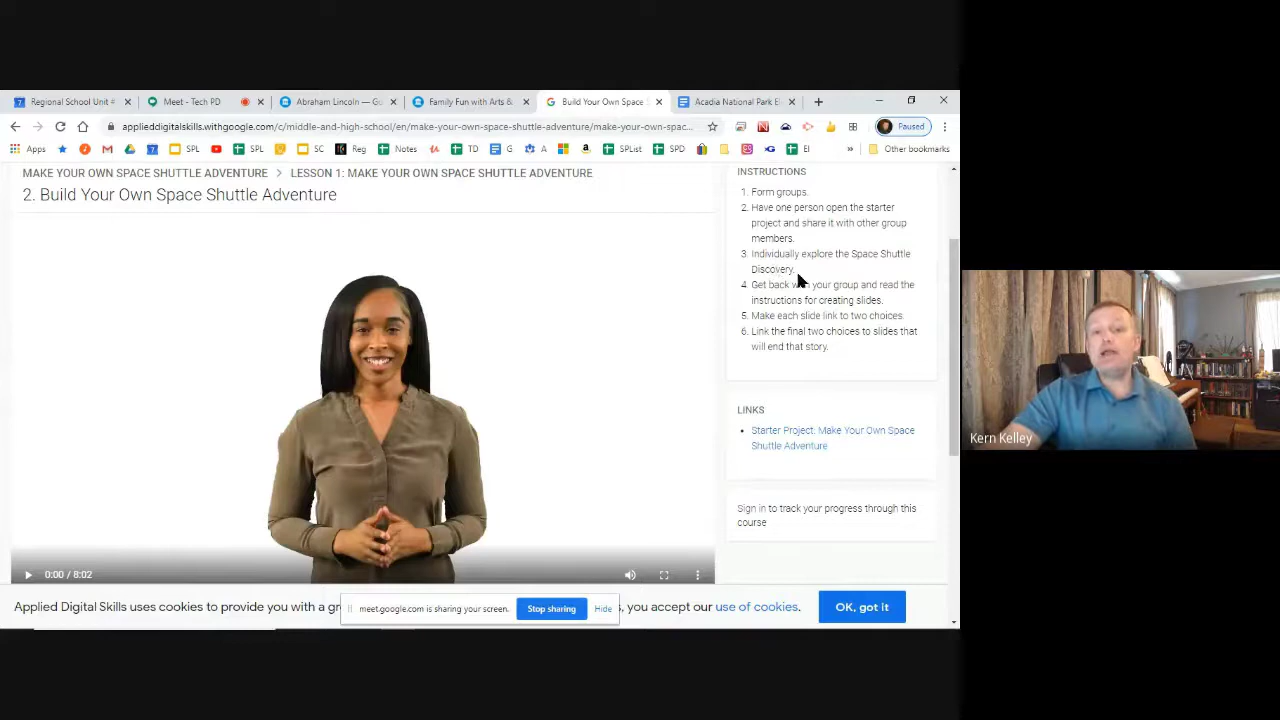 Regional School Unit
Meet - Tech PD
Abraham Lincoln — Go
Family Fun with Arts &
Build Your Own Space
Acadia National Park E
applieddigitalskills.withgoogle.com/c/middle-and-high-school/en/make-your-own-space-shuttle-adventure/make-your-own-spac...
Paused
Apps
SPL
SPL
SC
Reg
Notes
TD
G
A
SPList
SPD
EI
»
Other bookmarks
MAKE YOUR OWN SPACE SHUTTLE ADVENTURE > LESSON 1: MAKE YOUR OWN SPACE SHUTTLE ADVENTURE
2. Build Your Own Space Shuttle Adventure
INSTRUCTIONS
1. Form groups.
2. Have one person open the starter
project and share it with other group
members.
3. Individually explore the Space Shuttle
Discovery.
4. Get back with your group and read the
instructions for creating slides.
5. Make each slide link to two choices.
6. Link the final two choices to slides that
will end that story.
LINKS
• Starter Project: Make Your Own Space
Shuttle Adventure
Sign in to track your progress through this
course
0:00 / 8:02
Applied Digital Skills uses cookies to provide you with a gr
meet.google.com is sharing your screen.
Stop sharing
Hide
, you accept our use of cookies.
OK, got it
Kern Kelley